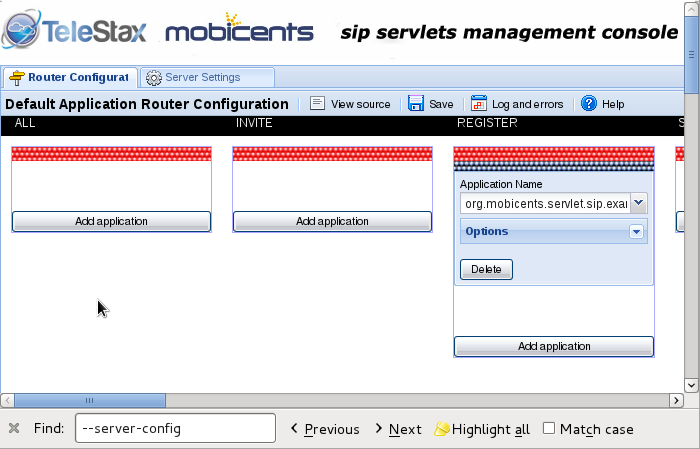 TeleStax mobicents sip servlets management console
Router Configurat Server Settings
Default Application Router Configuration View source Save Log and errors Help
ALL INVITE REGISTER S
Application Name
org.mobicents.servlet.sip.exa
Options
Add application Add application
Delete
Add application
Find: --server-config Previous Next Highlight all Match case